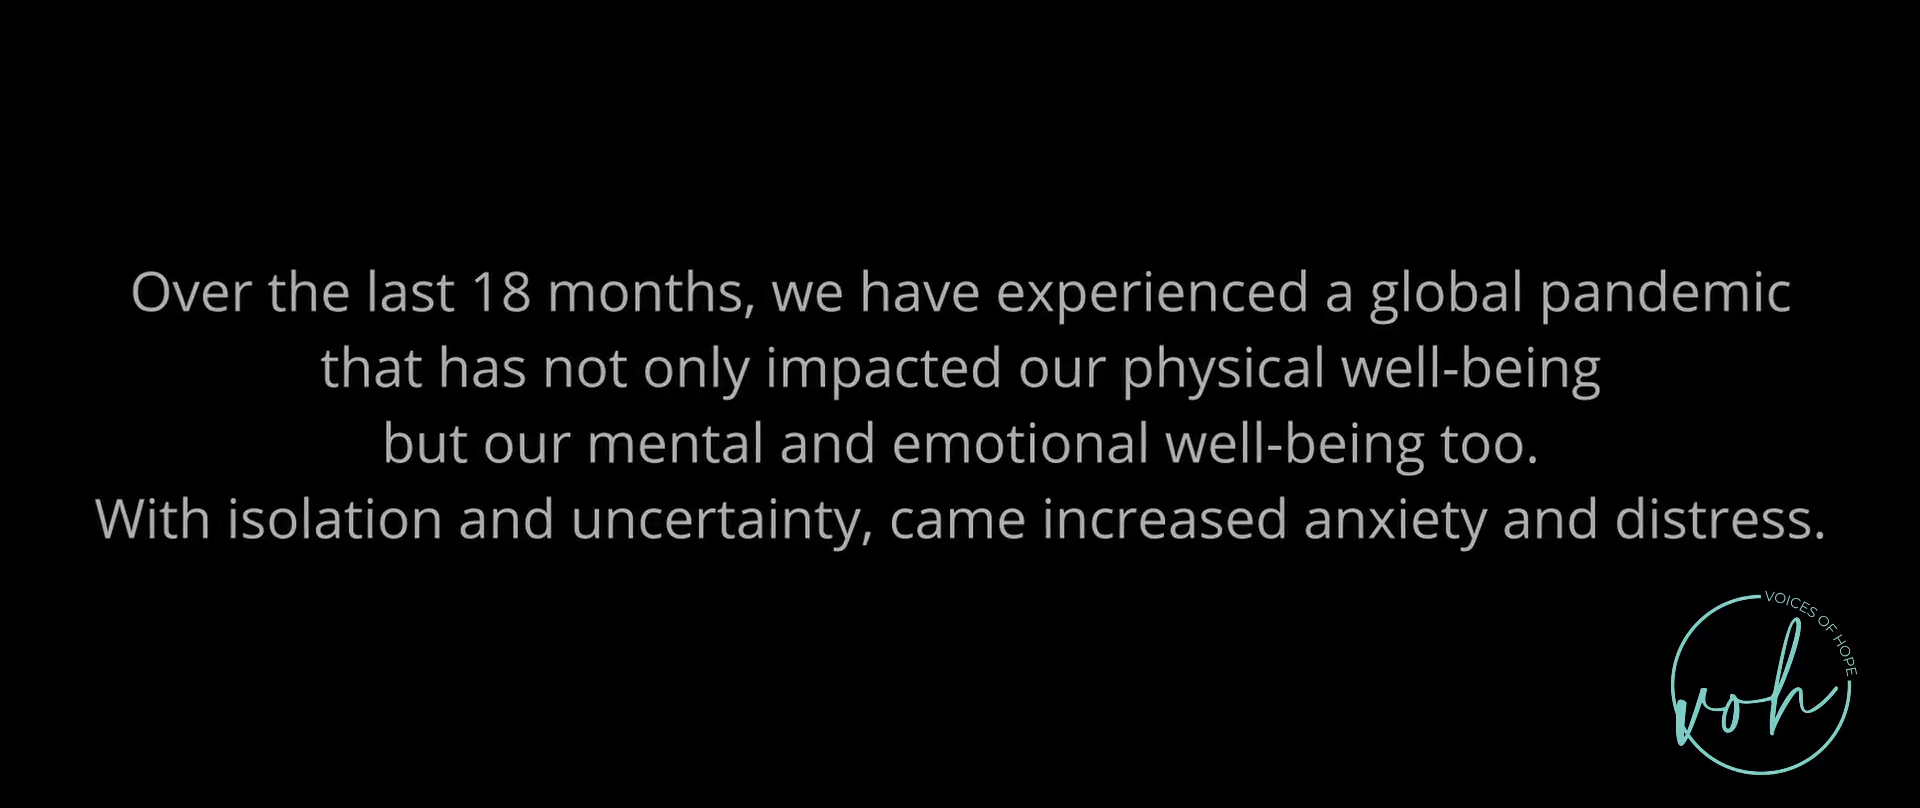 Over the last 18 months, we have experienced a global pandemic
that has not only impacted our physical well-being
but our mental and emotional well-being too.
With isolation and uncertainty, came increased anxiety and distress.
VOICES OF HOPE
voh